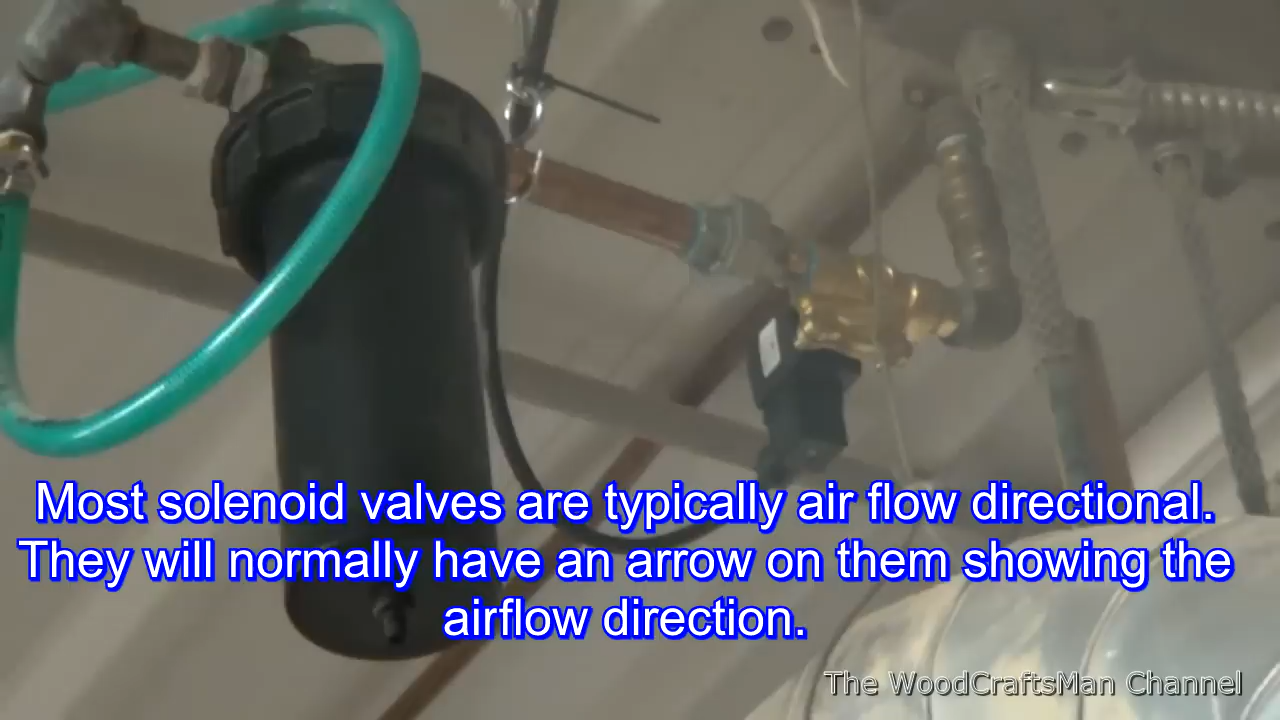 Most solenoid valves are typically air flow directional.
They will normally have an arrow on them showing the
airflow direction.
The WoodCraftsMan Channel